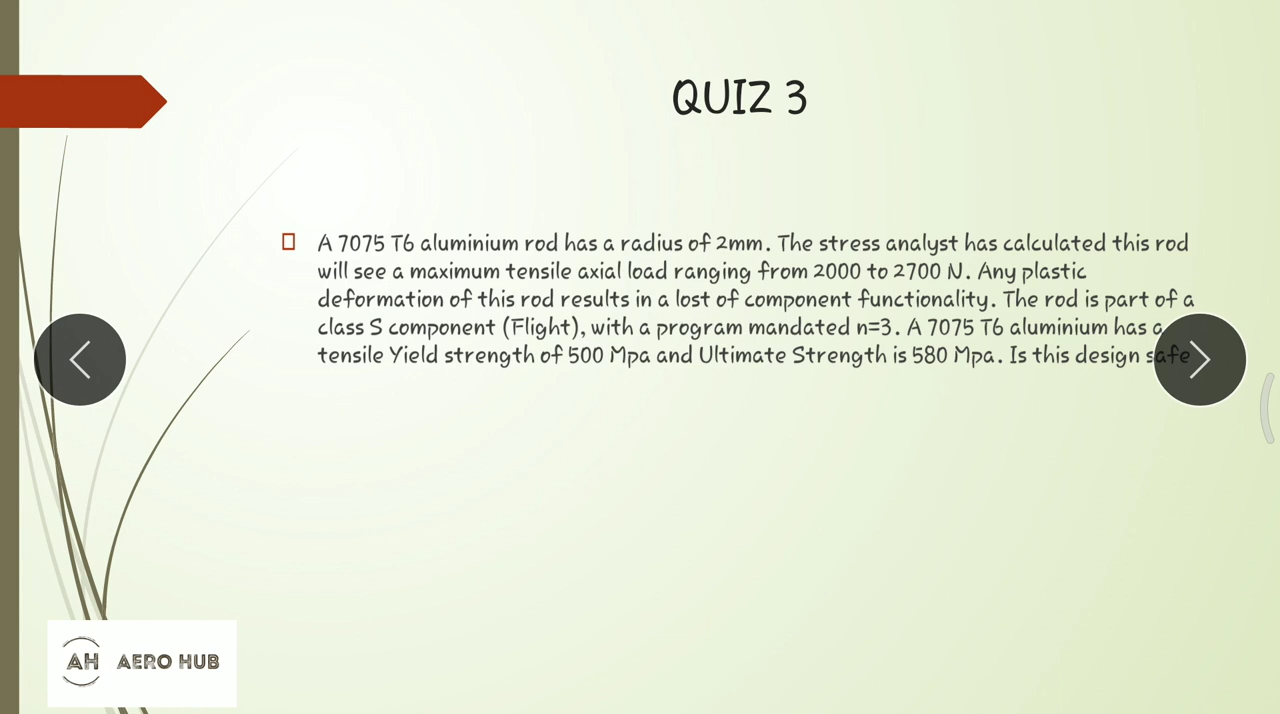 QUIZ 3
A 7075 T6 aluminium rod has a radius of 2mm. The stress analyst has calculated this rod
will see a maximum tensile axial load ranging from 2000 to 2700 N. Any plastic
deformation of this rod results in a lost of component functionality. The rod is part of a
class S component (Flight), with a program mandated n=3. A 7075 T6 aluminium has a
tensile Yield strength of 500 Mpa and Ultimate Strength is 580 Mpa. Is this design safe
AH AERO HUB